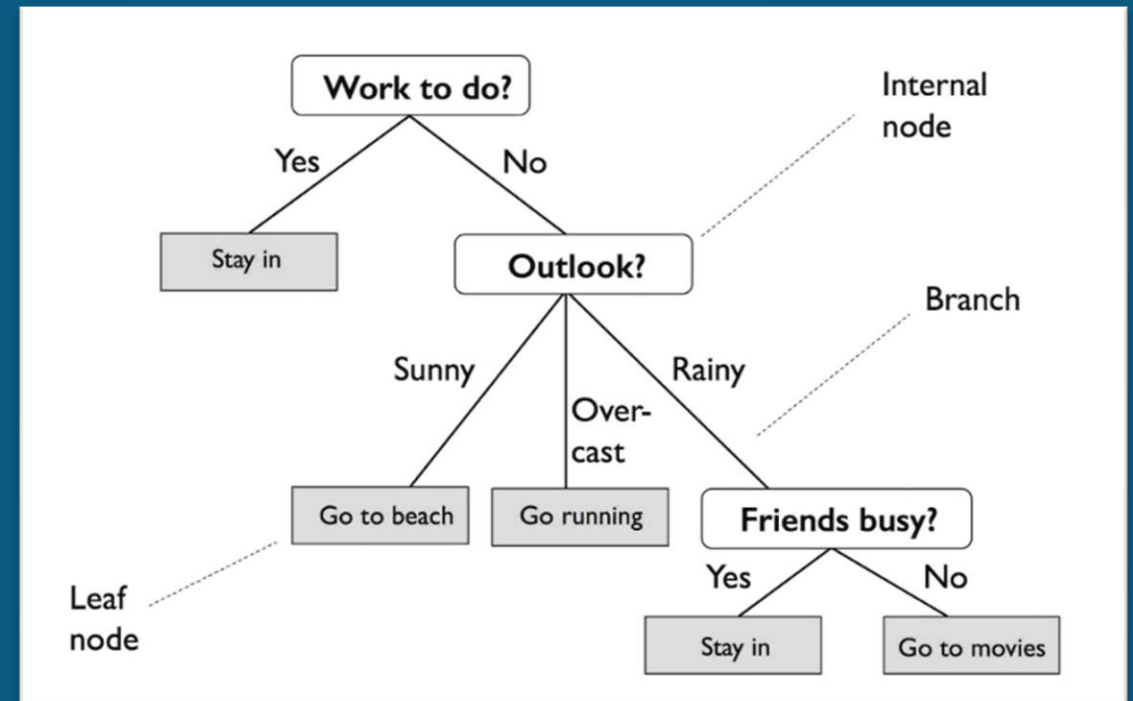 Work to do?
Internal
node
Yes
No
Stay in
Outlook?
Branch
Sunny
Rainy
Over-
cast
Go to beach
Go running
Friends busy?
Yes
No
Leaf
node
Stay in
Go to movies